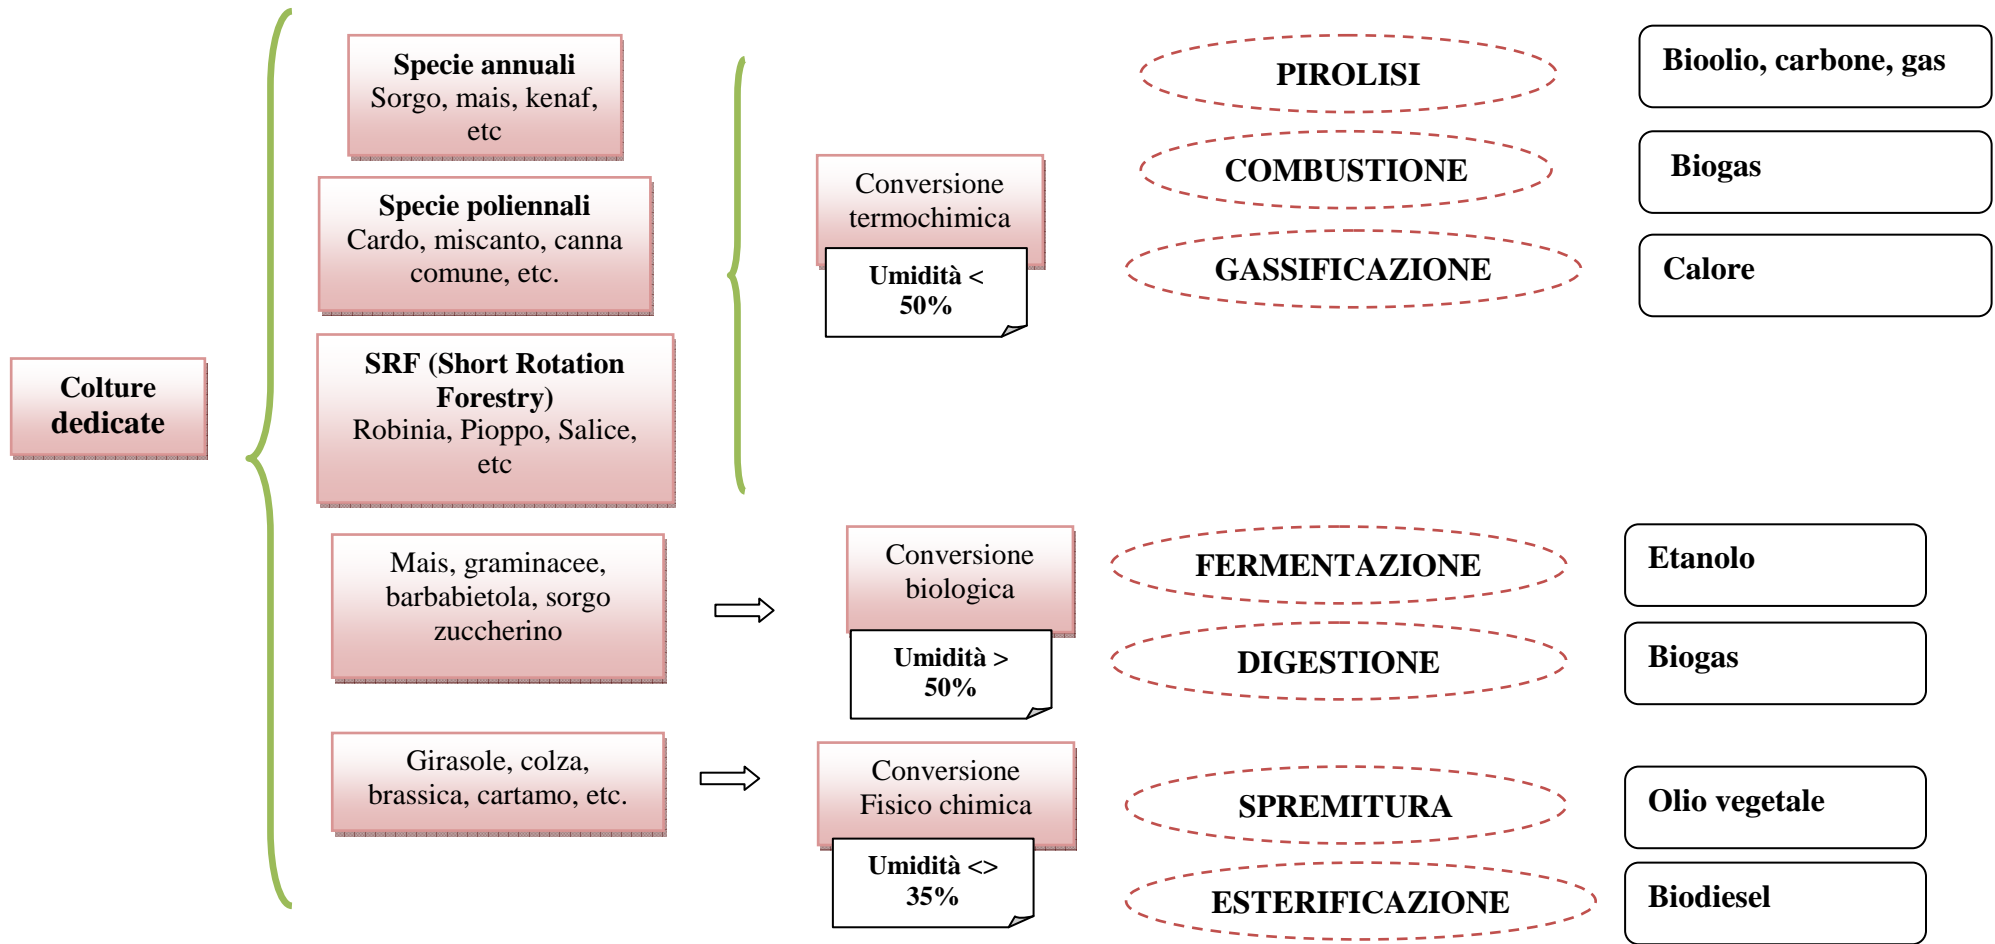 Colture
dedicate
Specie annuali
Sorgo, mais, kenaf,
etc
Specie poliennali
Cardo, miscanto, canna
comune, etc.
SRF (Short Rotation
Forestry)
Robinia, Pioppo, Salice,
etc
Mais, graminacee,
barbabietola, sorgo
zuccherino
Girasole, colza,
brassica, cartamo, etc.
Conversione
termochimica
Umidità <
50%
Conversione
biologica
Umidità >
50%
Conversione
Fisico chimica
Umidità <>
35%
PIROLISI
COMBUSTIONE
GASSIFICAZIONE
FERMENTAZIONE
DIGESTIONE
SPREMITURA
ESTERIFICAZIONE
Bioolio, carbone, gas
Biogas
Calore
Etanolo
Biogas
Olio vegetale
Biodiesel